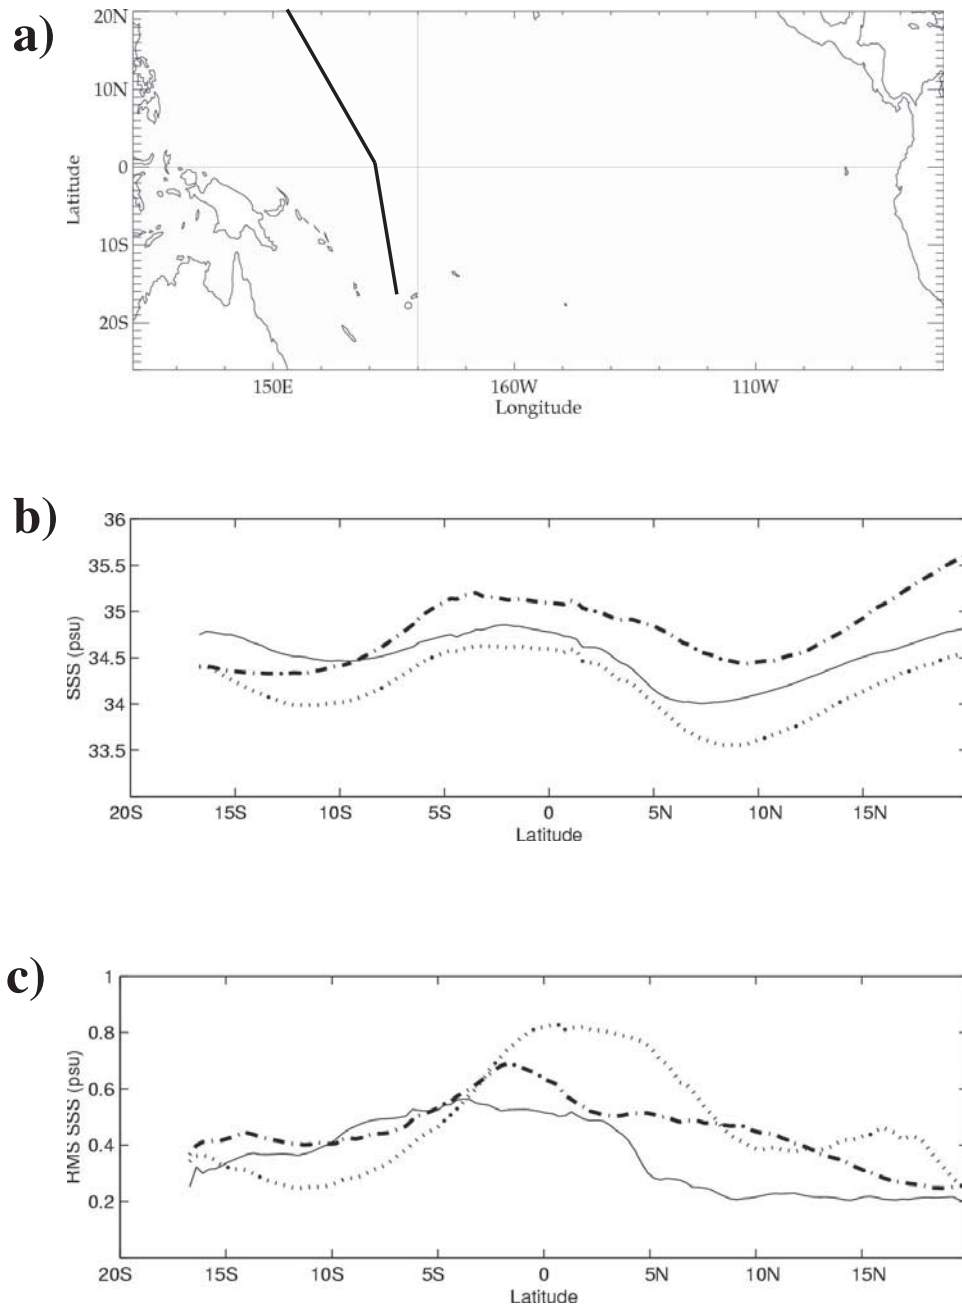 a)
20N
10N
0
10S
20S
Latitude
150E 160W 110W
Longitude
b)
36
35.5
35
34.5
34
33.5
SSS (psu)
20S 15S 10S 5S 0 5N 10N 15N
Latitude
c)
1
0.8
0.6
0.4
0.2
RMS SSS (psu)
20S 15S 10S 5S 0 5N 10N 15N
Latitude